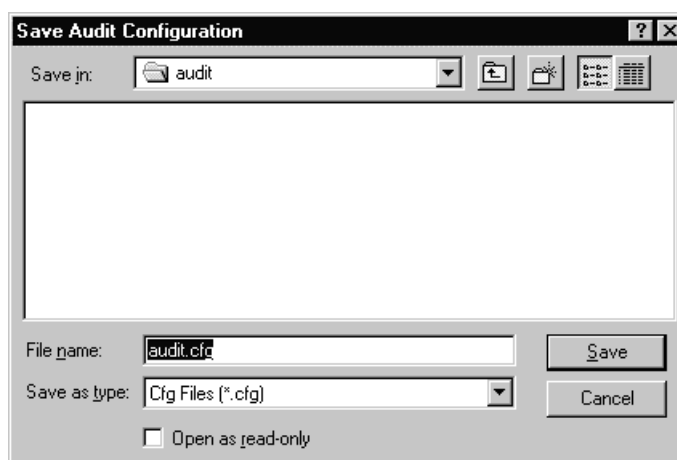 Save Audit Configuration
Save in: audit
File name: audit.cfg
Save
Save as type: Cfg Files (*.cfg)
Cancel
Open as read-only